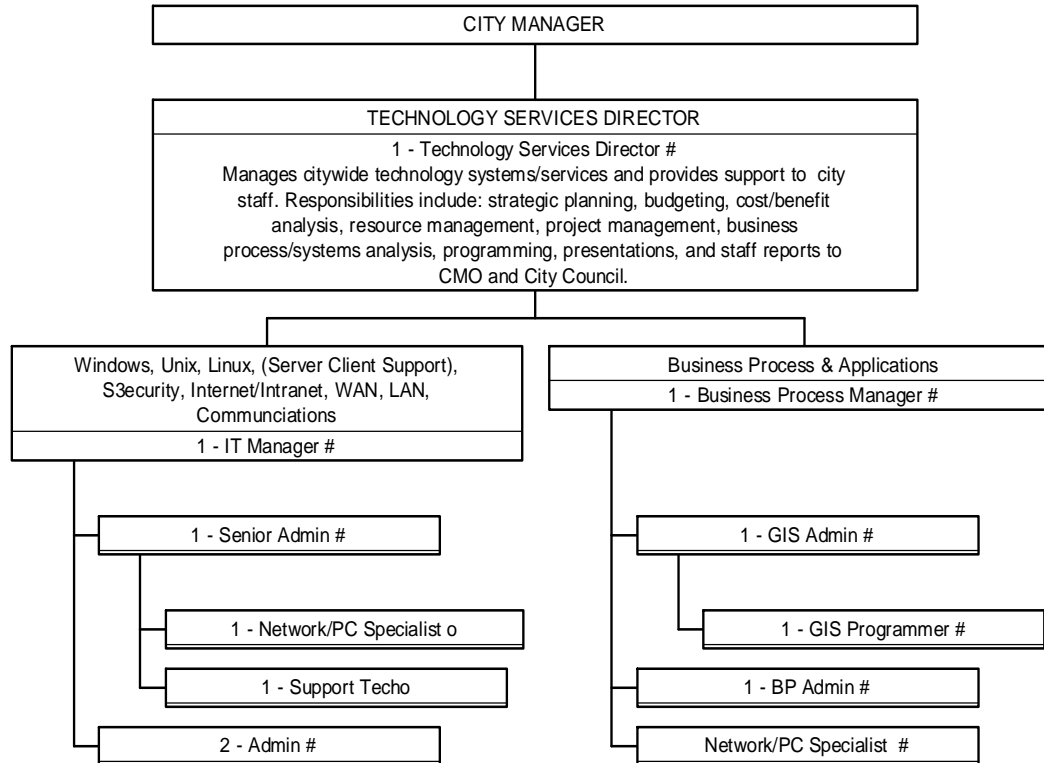 CITY MANAGER
TECHNOLOGY SERVICES DIRECTOR
1 - Technology Services Director #
Manages citywide technology systems/services and provides support to city
staff. Responsibilities include: strategic planning, budgeting, cost/benefit
analysis, resource management, project management, business
process/systems analysis, programming, presentations, and staff reports to
CMO and City Council.
Windows, Unix, Linux, (Server Client Support),
S3ecurity, Internet/Intranet, WAN, LAN,
Communciations
1 - IT Manager #
1 - Senior Admin #
1 - Network/PC Specialist o
1 - Support Techo
2 - Admin #
Business Process & Applications
1 - Business Process Manager #
1 - GIS Admin #
1 - GIS Programmer #
1 - BP Admin #
Network/PC Specialist #